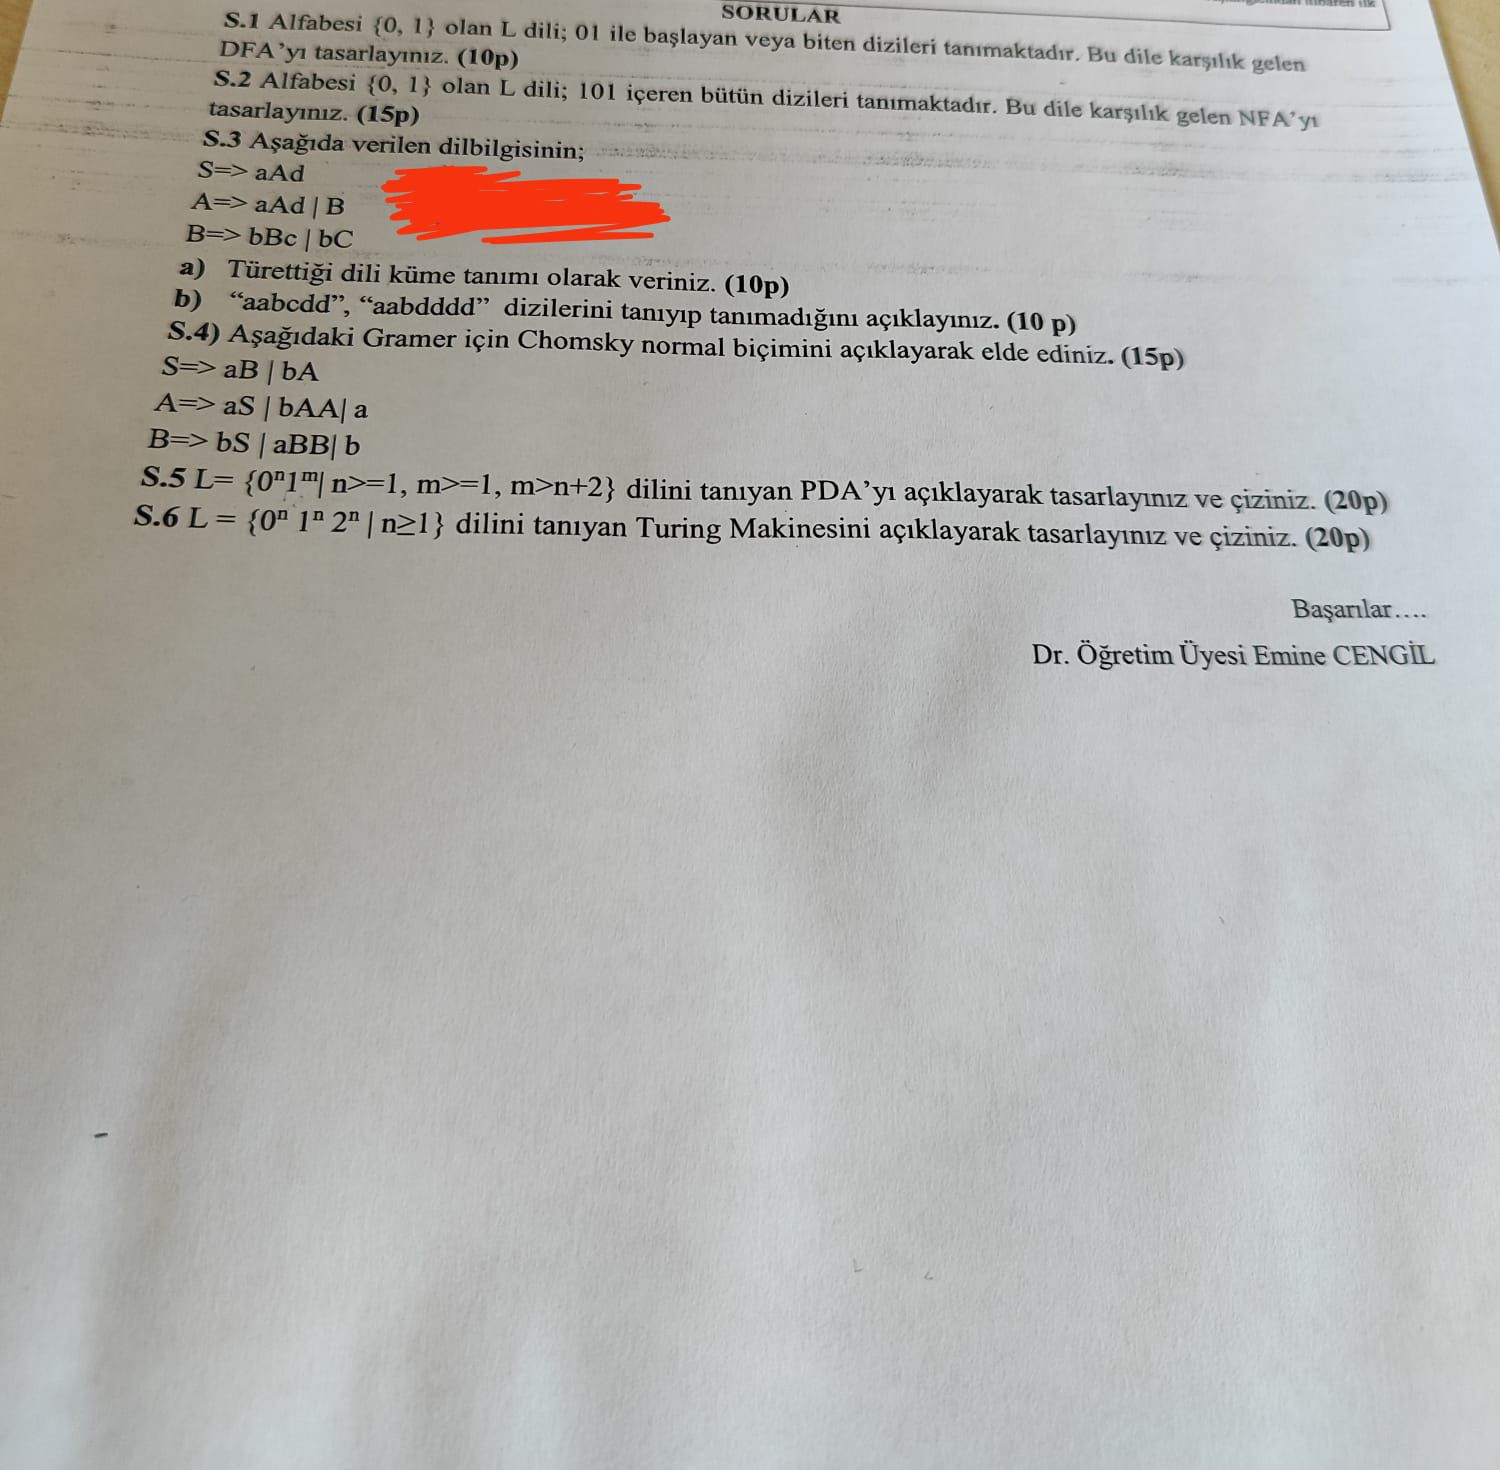 SORULAR
S.1 Alfabesi {0, 1} olan L dili; 01 ile başlayan veya biten dizileri tanımaktadır. Bu dile karşılık gelen
DFA’yı tasarlayınız. (10p)
S.2 Alfabesi {0, 1} olan L dili; 101 içeren bütün dizileri tanımaktadır. Bu dile karşılık gelen NFA’yı
tasarlayınız. (15p)
S.3 Aşağıda verilen dilbilgisinin;
S=> aAd
A=> aAd | B
B=> bBc | bC
a) Türettiği dili küme tanımı olarak veriniz. (10p)
b) “aabcdd”, “aabdddd” dizilerini tanıyıp tanımadığını açıklayınız. (10 p)
S.4) Aşağıdaki Gramer için Chomsky normal biçimini açıklayarak elde ediniz. (15p)
S=> aB | bA
A=> aS | bAA| a
B=> bS | aBB| b
S.5 L= {0ⁿ1ᵐ| n>=1, m>=1, m>n+2} dilini tanıyan PDA’yı açıklayarak tasarlayınız ve çiziniz. (20p)
S.6 L = {0ⁿ 1ⁿ 2ⁿ | n≥1} dilini tanıyan Turing Makinesini açıklayarak tasarlayınız ve çiziniz. (20p)
Başarılar....
Dr. Öğretim Üyesi Emine CENGİL